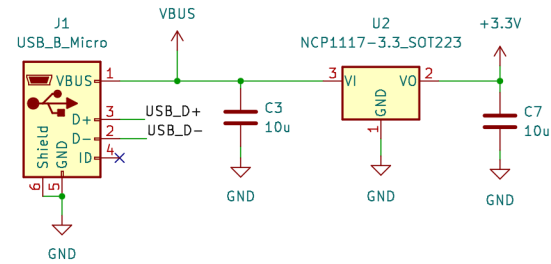 J1
USB_B_Micro
VBUS
U2
NCP1117-3.3_SOT223
+3.3V
VBUS
1
D+
3
USB_D+
D-
2
USB_D-
ID
4
Shield
GND
6
5
GND
C3
10u
GND
3
VI
VO
2
GND
1
GND
C7
10u
GND